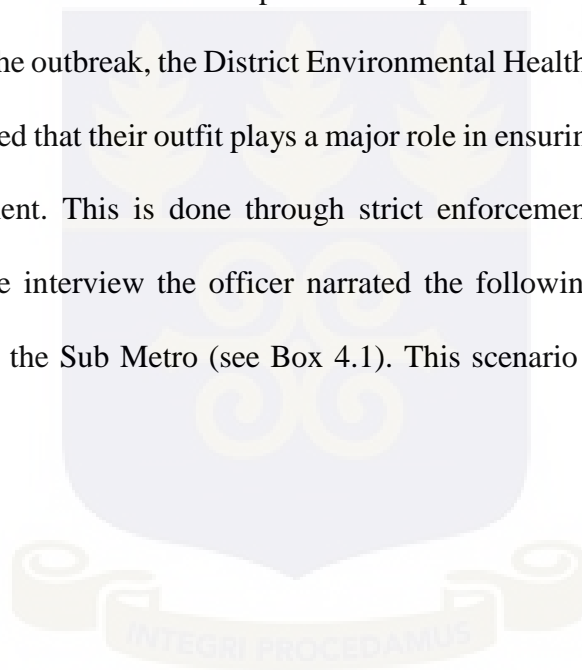 he outbreak, the District Environmental Health
ed that their outfit plays a major role in ensurin
ent. This is done through strict enforcemen
e interview the officer narrated the followin
the Sub Metro (see Box 4.1). This scenario
INTEGRI PROCEDAMUS